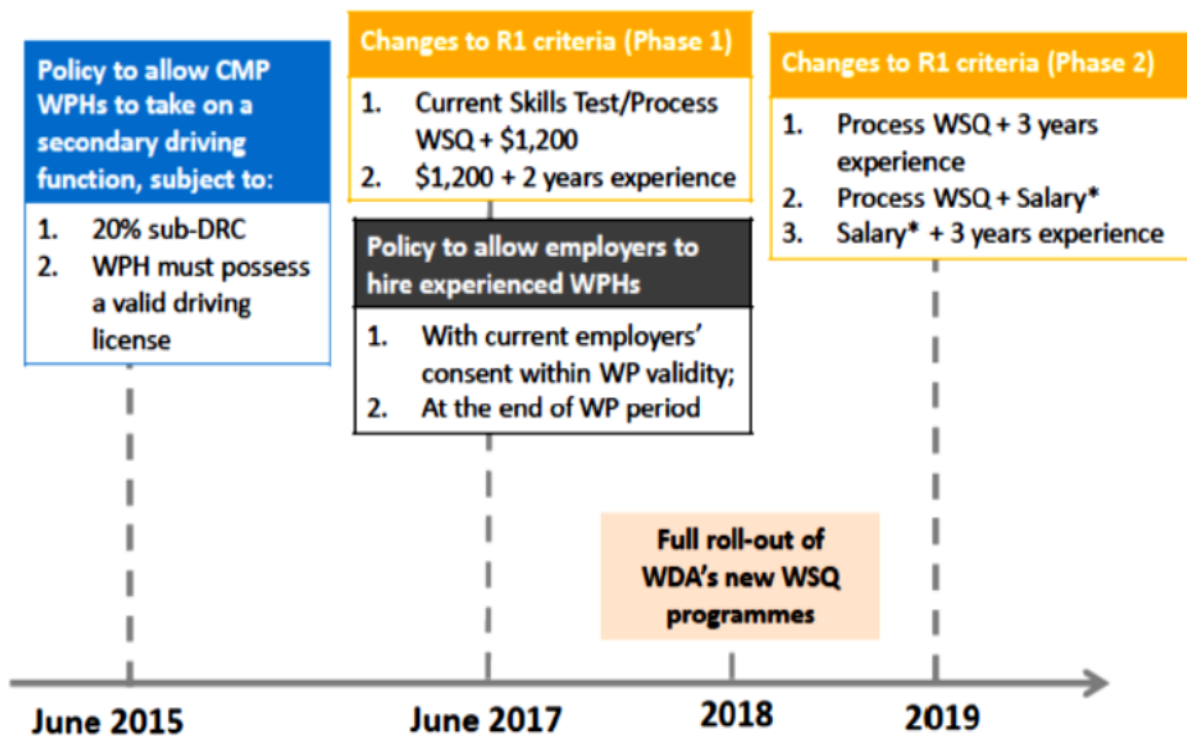 Policy to allow CMP
WPHs to take on a
secondary driving
function, subject to:
1. 20% sub-DRC
2. WPH must possess
a valid driving
license
Changes to R1 criteria (Phase 1)
1. Current Skills Test/Process
WSQ + $1,200
2. $1,200 + 2 years experience
Policy to allow employers to
hire experienced WPHs
1. With current employers’
consent within WP validity;
2. At the end of WP period
Changes to R1 criteria (Phase 2)
1. Process WSQ + 3 years
experience
2. Process WSQ + Salary*
3. Salary* + 3 years experience
Full roll-out of
WDA’s new WSQ
programmes
June 2015
June 2017
2018
2019